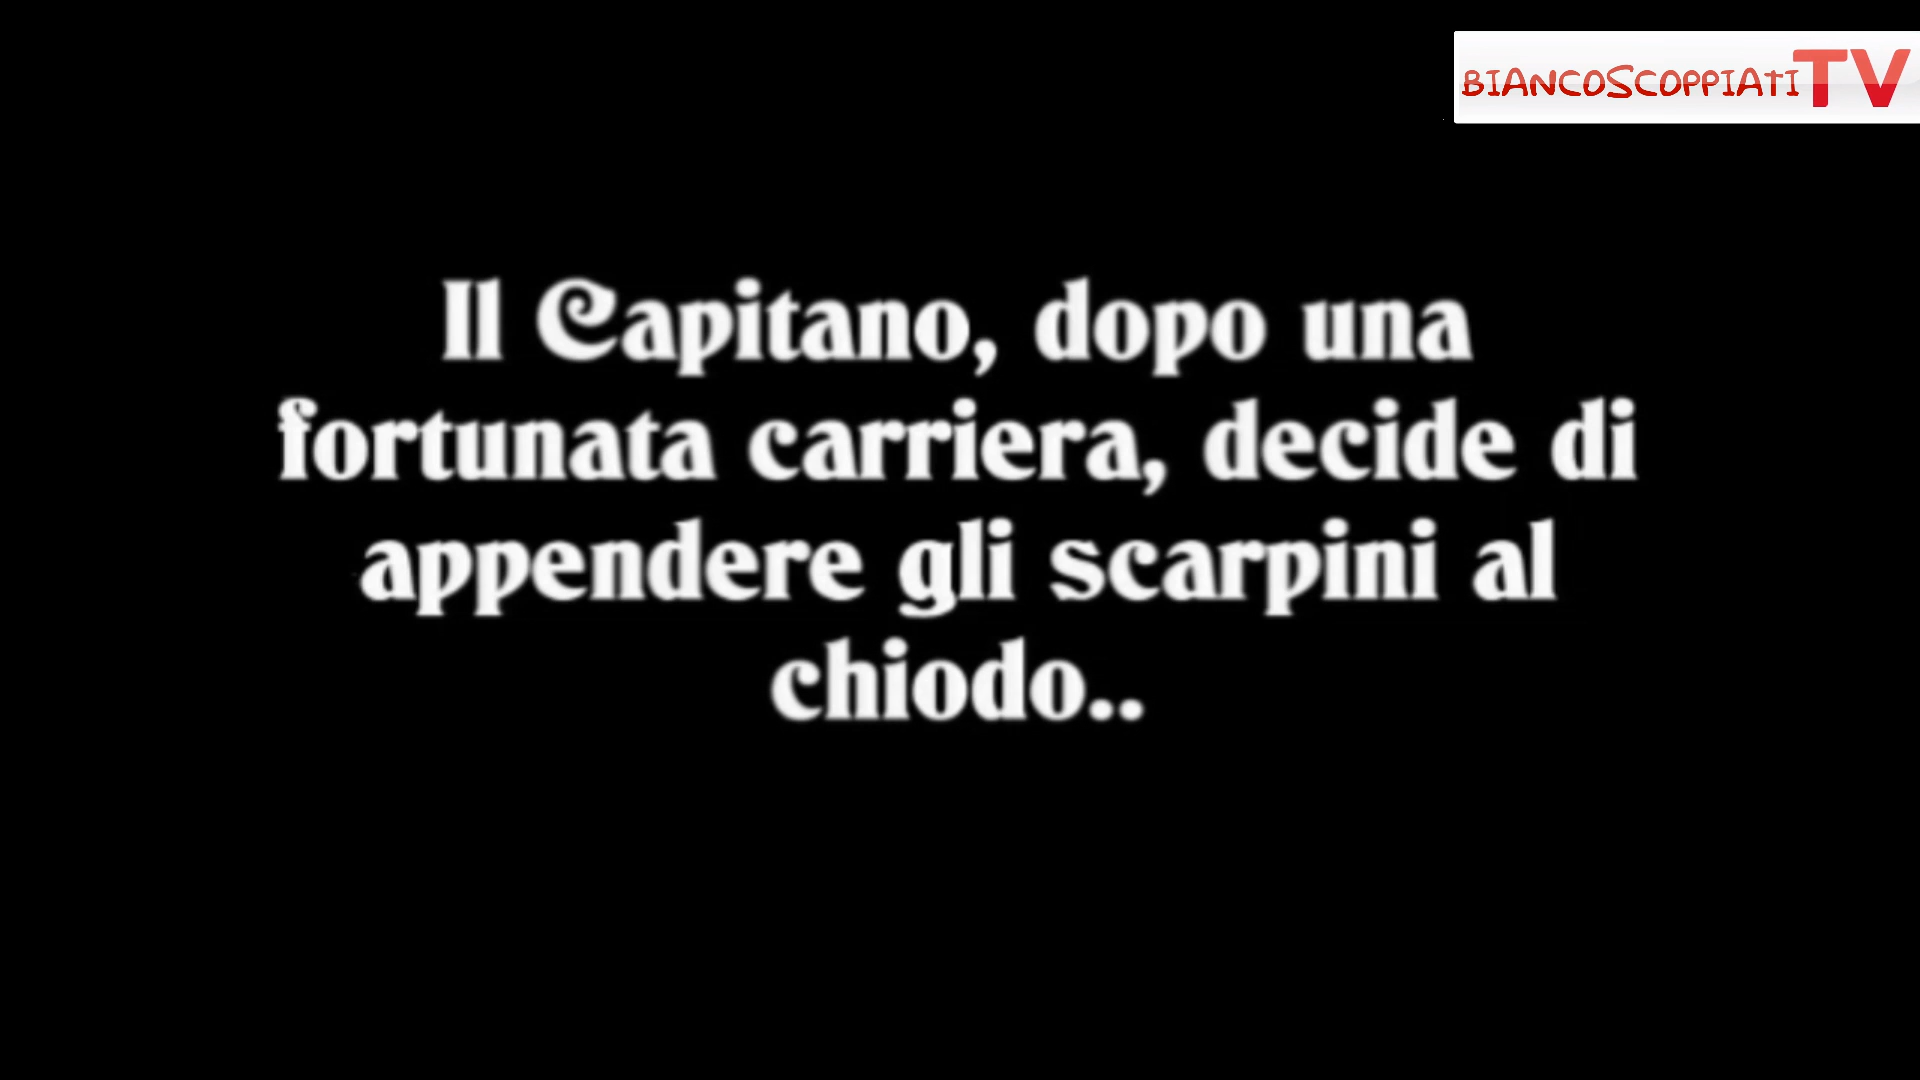 BIANCOSCOPPIATI TV
Il Capitano, dopo una
fortunata carriera, decide di
appendere gli scarpini al
chiodo..